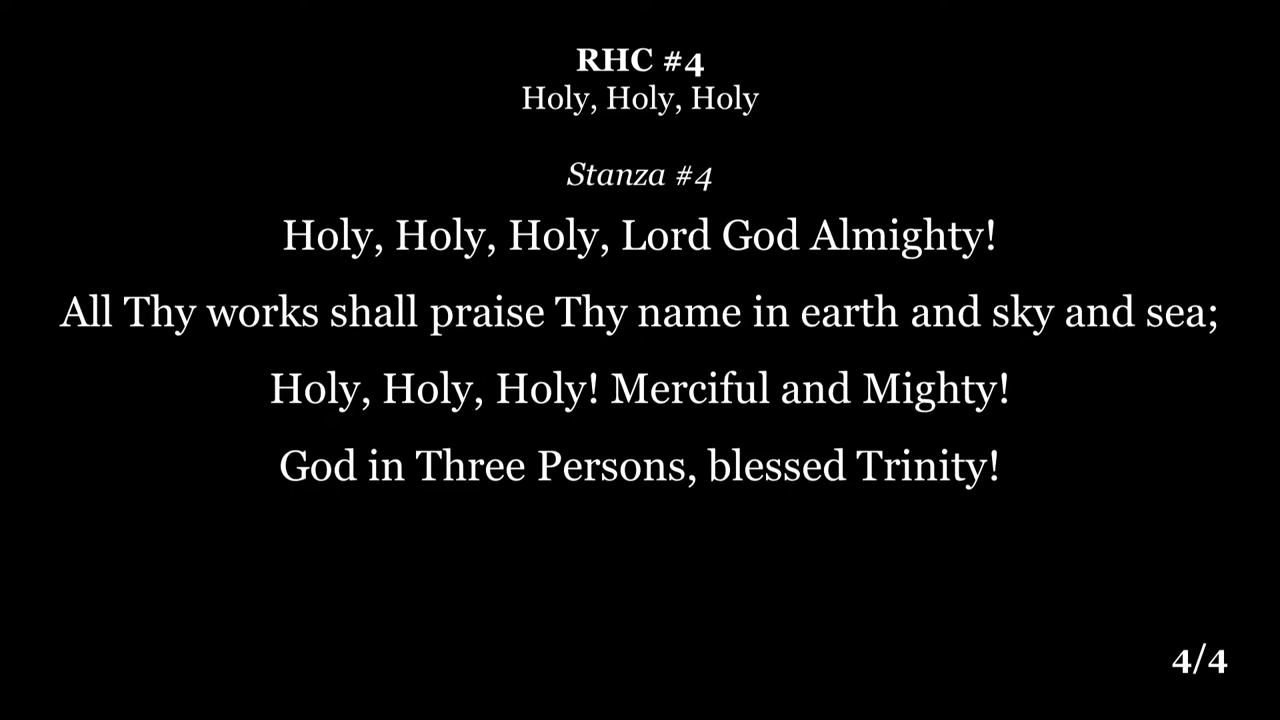 RHC #4
Holy, Holy, Holy
Stanza #4
Holy, Holy, Holy, Lord God Almighty!
All Thy works shall praise Thy name in earth and sky and sea;
Holy, Holy, Holy! Merciful and Mighty!
God in Three Persons, blessed Trinity!
4/4